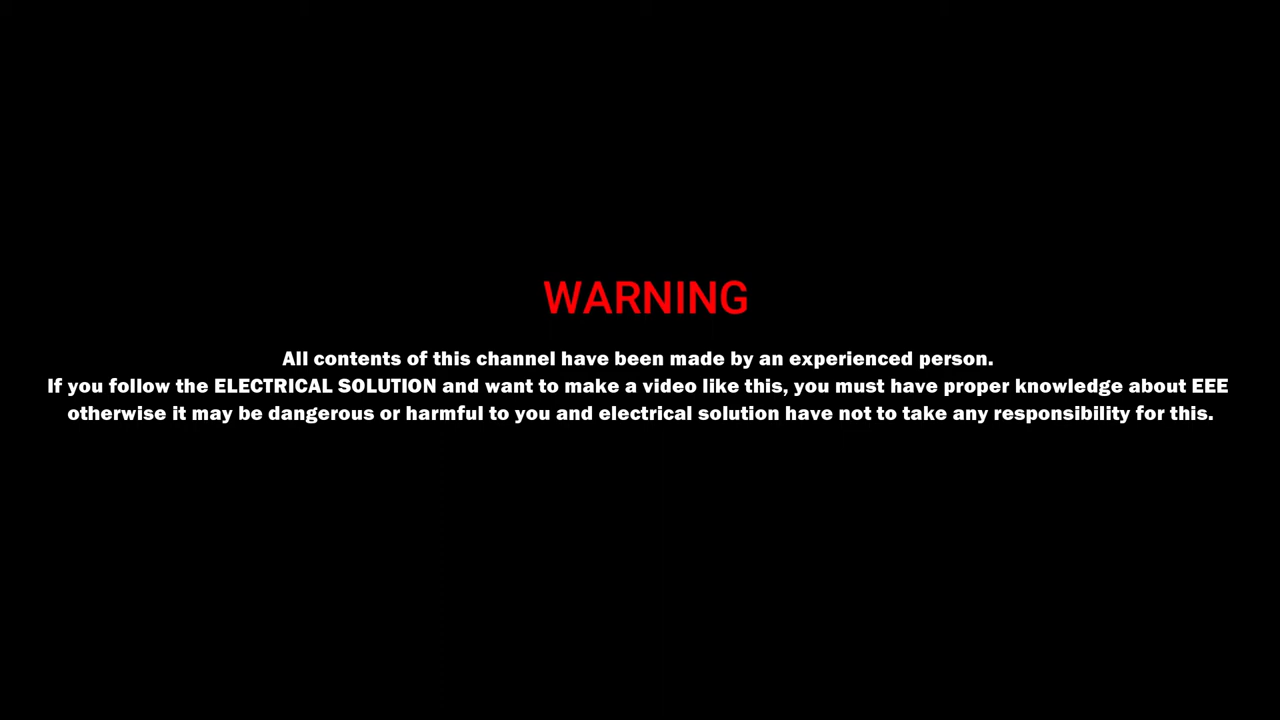 WARNING
All contents of this channel have been made by an experienced person.
If you follow the ELECTRICAL SOLUTION and want to make a video like this, you must have proper knowledge about EEE
otherwise it may be dangerous or harmful to you and electrical solution have not to take any responsibility for this.